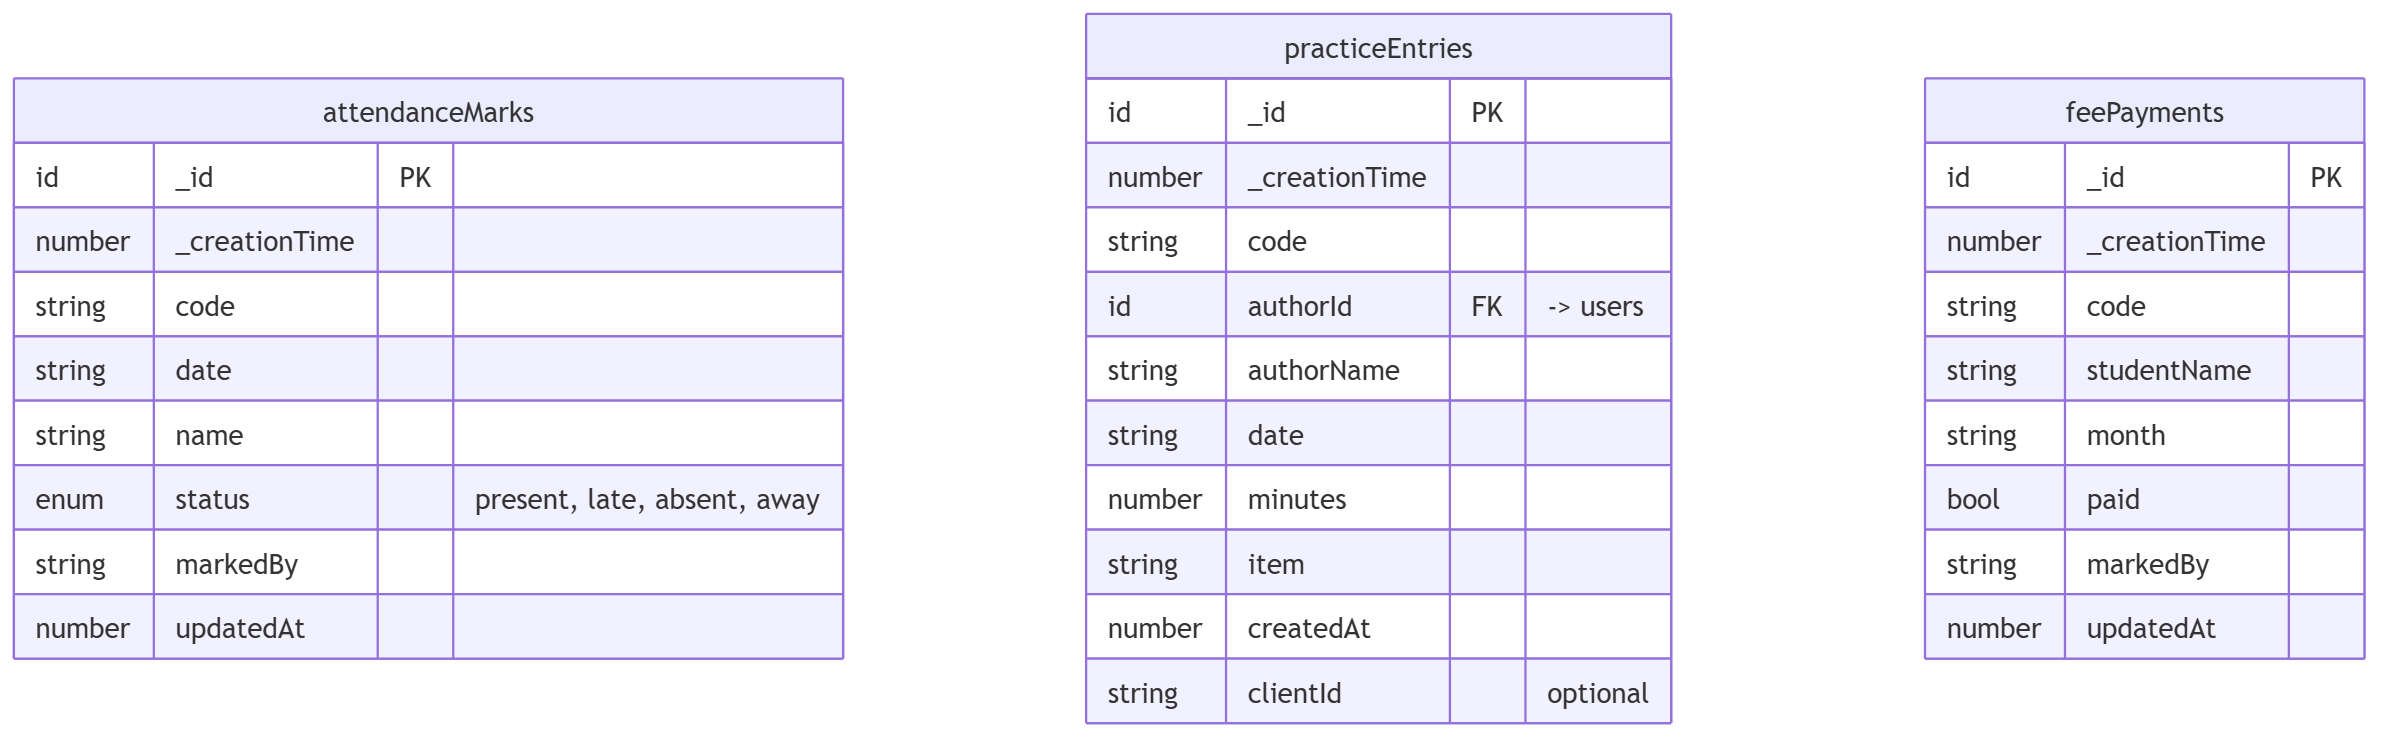 attendanceMarks
id _id PK
number _creationTime
string code
string date
string name
enum status present, late, absent, away
string markedBy
number updatedAt
practiceEntries
id _id PK
number _creationTime
string code
id authorId FK -> users
string authorName
string date
number minutes
string item
number createdAt
string clientId optional
feePayments
id _id PK
number _creationTime
string code
string studentName
string month
bool paid
string markedBy
number updatedAt